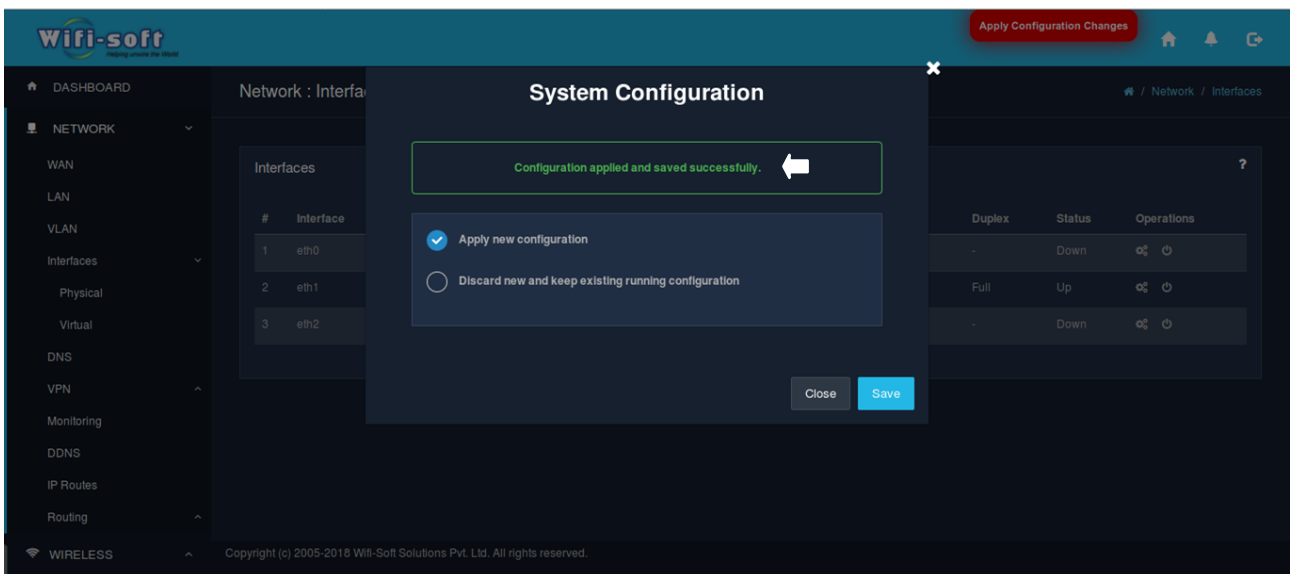 Wifi-soft
Helping unwire the World
Apply Configuration Changes
DASHBOARD
Network : Interfa
/ Network / Interfaces
System Configuration
NETWORK
WAN
LAN
VLAN
Interfaces
Physical
Virtual
DNS
VPN
Monitoring
DDNS
IP Routes
Routing
WIRELESS
Interfaces
?
# Interface Duplex Status Operations
1 eth0 - Down
2 eth1 Full Up
3 eth2 - Down
Configuration applied and saved successfully.
Apply new configuration
Discard new and keep existing running configuration
Close Save
Copyright (c) 2005-2018 Wifi-Soft Solutions Pvt. Ltd. All rights reserved.